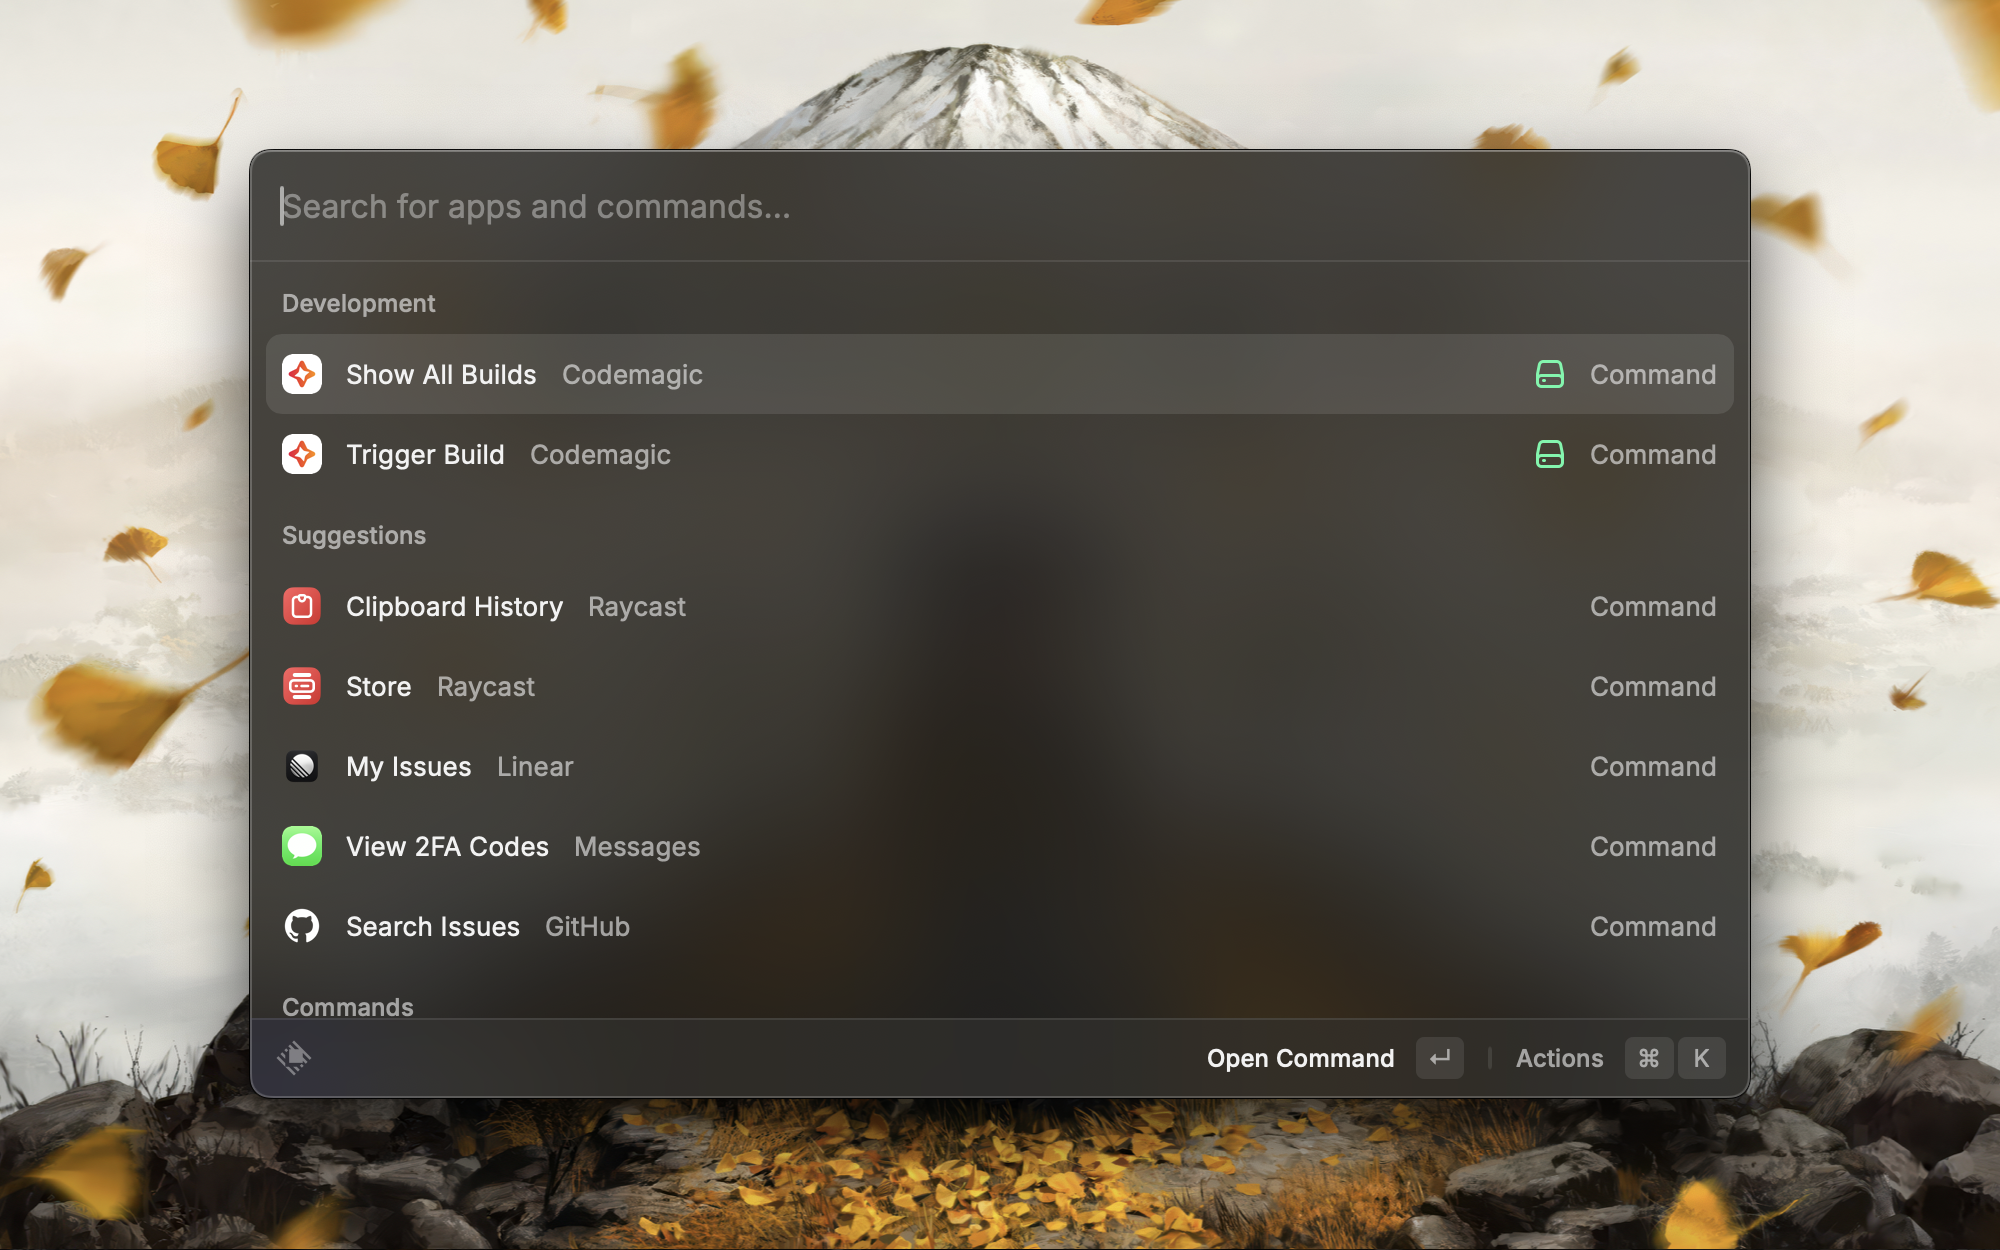 Search for apps and commands...
Development
Show All Builds Codemagic Command
Trigger Build Codemagic Command
Suggestions
Clipboard History Raycast Command
Store Raycast Command
My Issues Linear Command
View 2FA Codes Messages Command
Search Issues GitHub Command
Commands
Open Command ↵ Actions ⌘ K